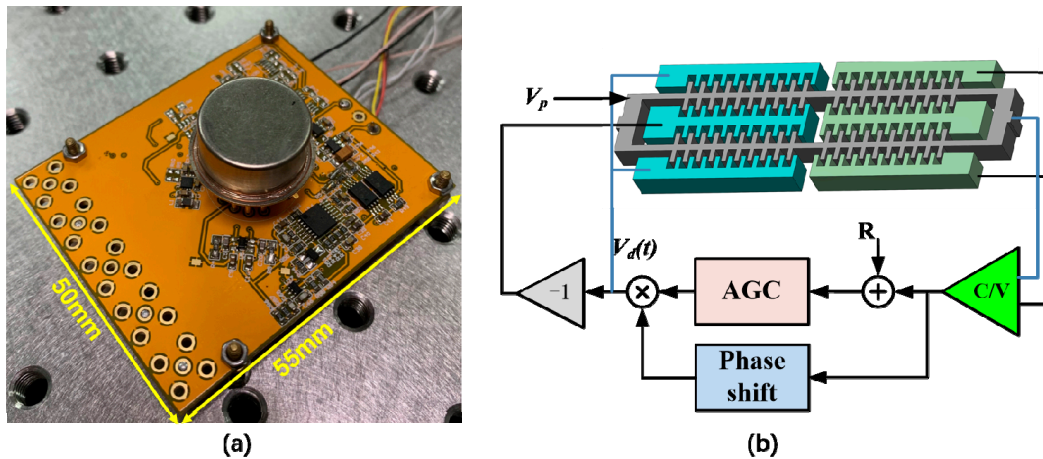 50mm
55mm
(a)
Vp
Vd(t)
R
−1
×
AGC
+
C/V
Phase
shift
(b)